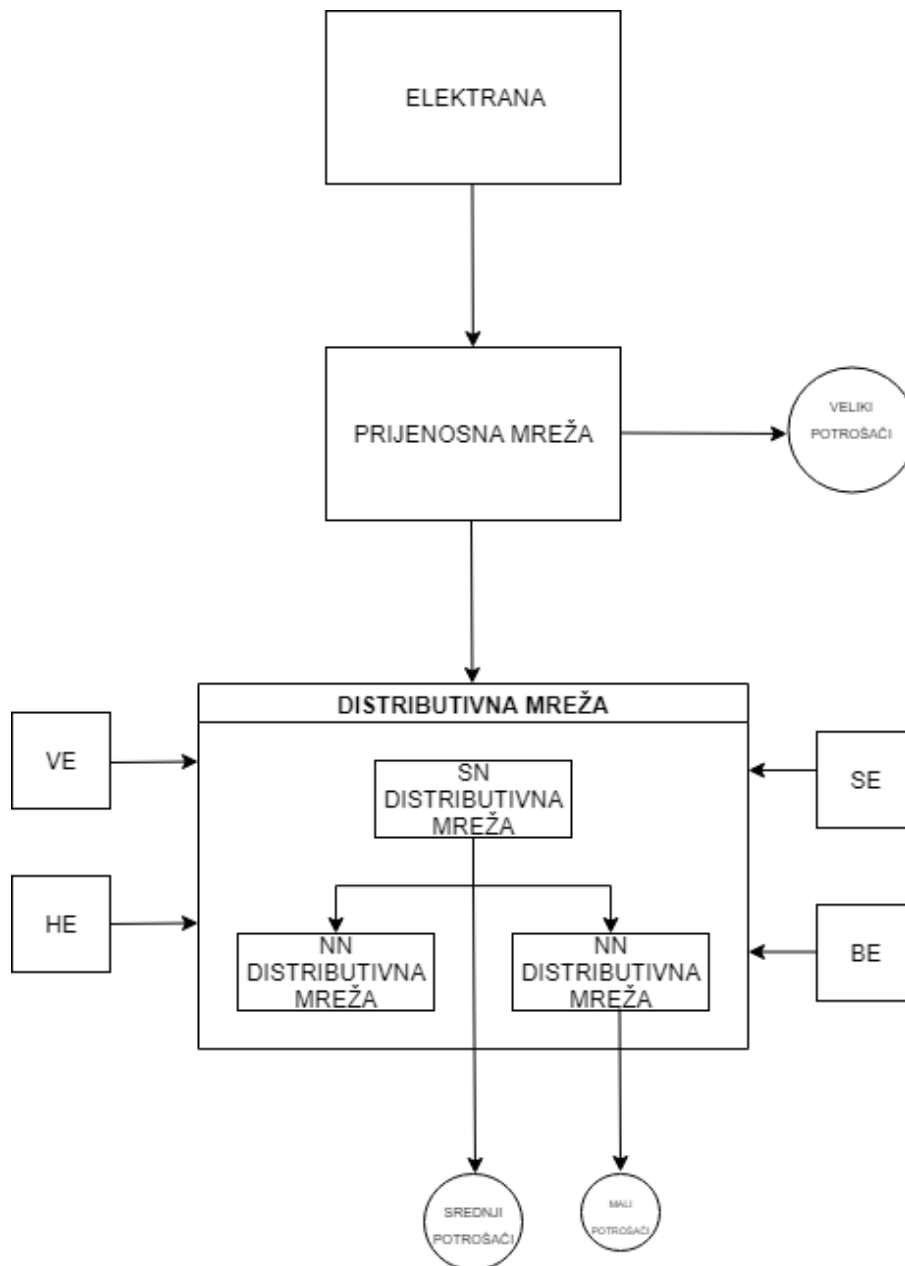 ELEKTRANA
PRIJENOSNA MREŽA
VELIKI
POTROŠAČI
DISTRIBUTIVNA MREŽA
VE
SE
SN
DISTRIBUTIVNA
MREŽA
HE
BE
NN
DISTRIBUTIVNA
MREŽA
NN
DISTRIBUTIVNA
MREŽA
SREDNJI
POTROŠAČI
MALI
POTROŠAČI